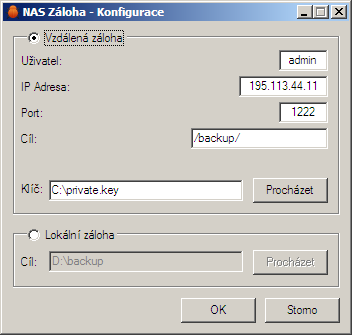 NAS Záloha - Konfigurace
Vzdálená záloha
Uživatel: admin
IP Adresa: 195.113.44.11
Port: 1222
Cíl: /backup/
Klíč: C:\private.key Procházet
Lokální záloha
Cíl: D:\backup Procházet
OK Storno